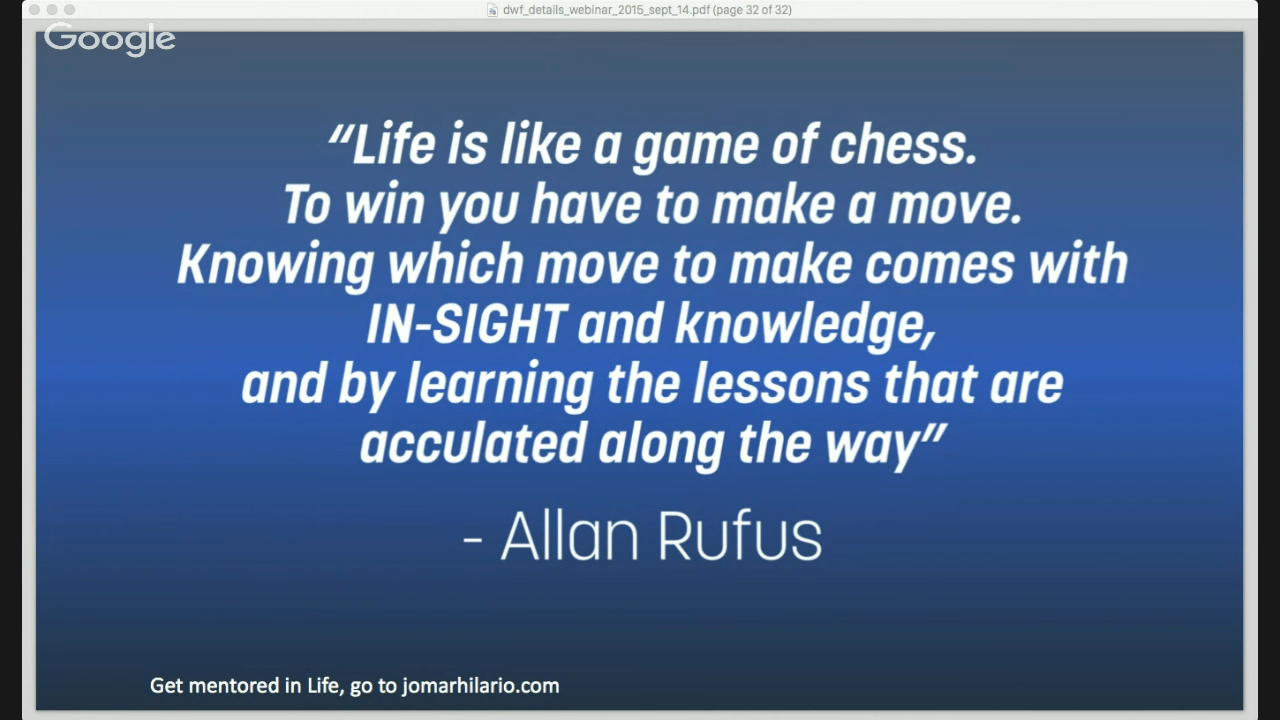 dwf_details_webinar_2015_sept_14.pdf (page 32 of 32)
Google
“Life is like a game of chess.
To win you have to make a move.
Knowing which move to make comes with
IN-SIGHT and knowledge,
and by learning the lessons that are
acculated along the way”
- Allan Rufus
Get mentored in Life, go to jomarhilario.com